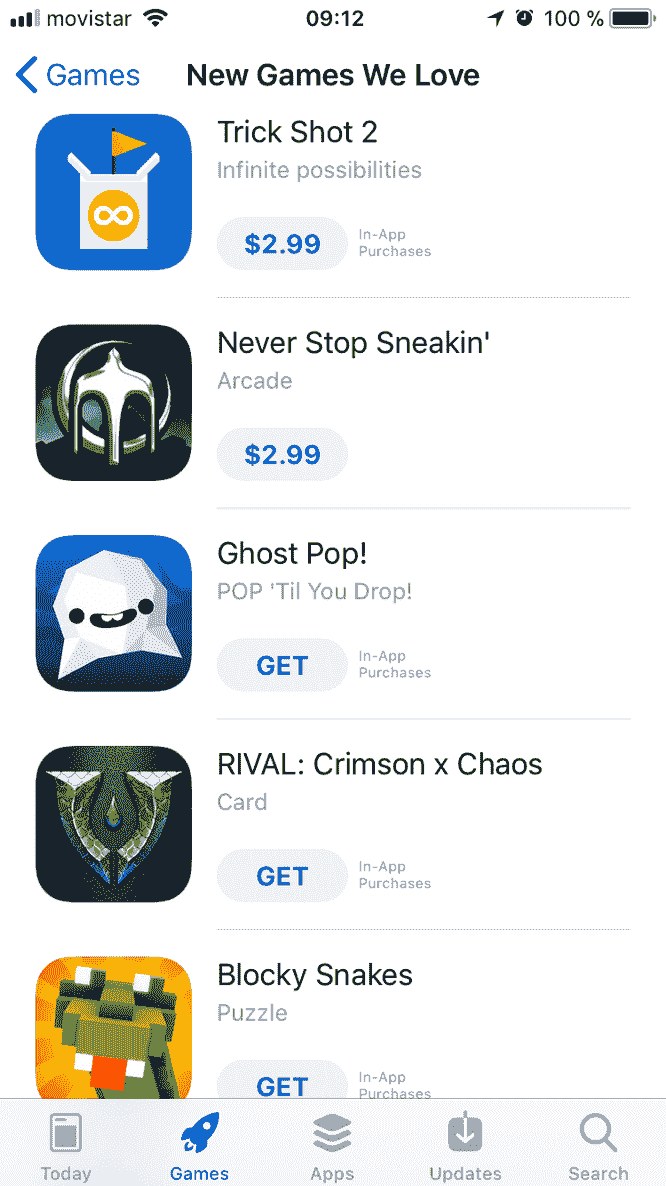 movistar 09:12 100 %
Games New Games We Love
Trick Shot 2
Infinite possibilities
$2.99 In-App
Purchases
Never Stop Sneakin'
Arcade
$2.99
Ghost Pop!
POP 'Til You Drop!
GET In-App
Purchases
RIVAL: Crimson x Chaos
Card
GET In-App
Purchases
Blocky Snakes
Puzzle
GET In-App
Purchases
Today Games Apps Updates Search